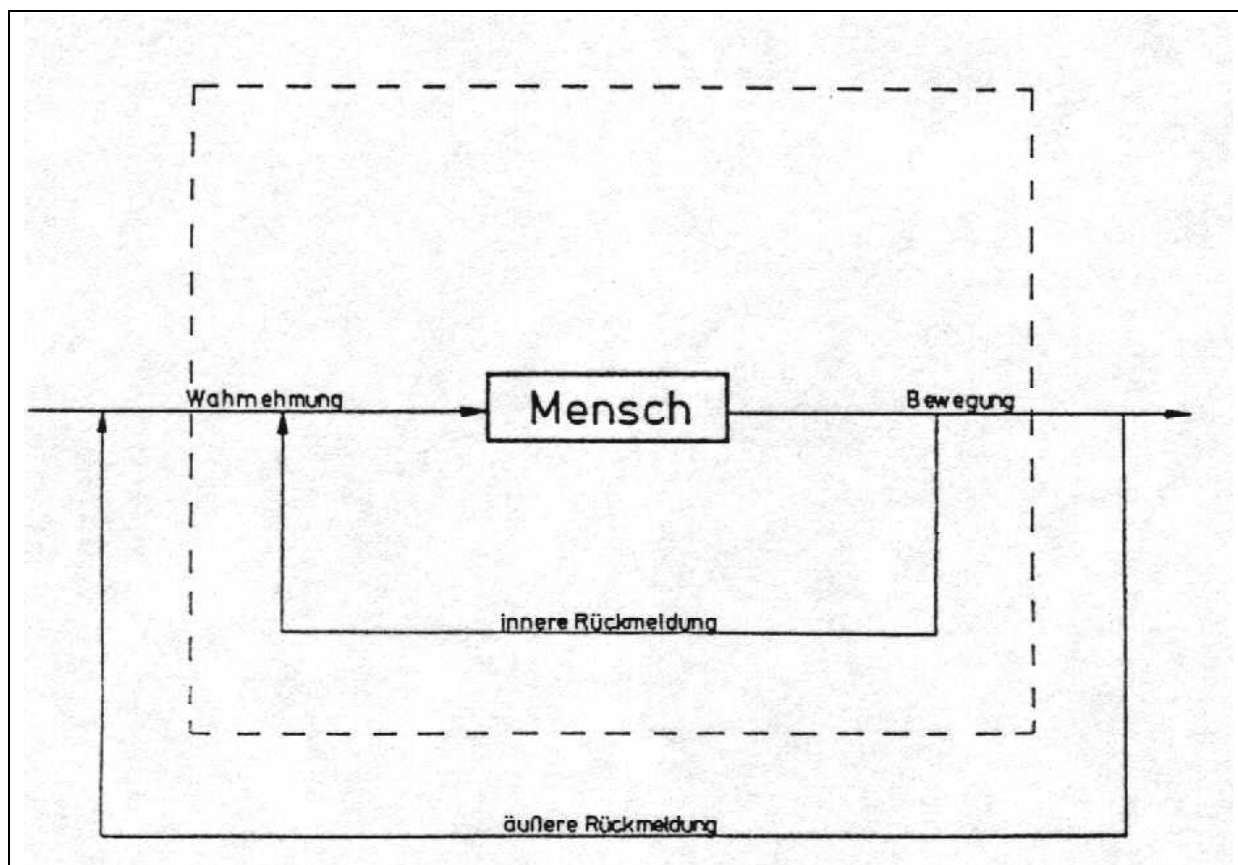 Wahrnehmung
Mensch
Bewegung
innere Rückmeldung
äußere Rückmeldung